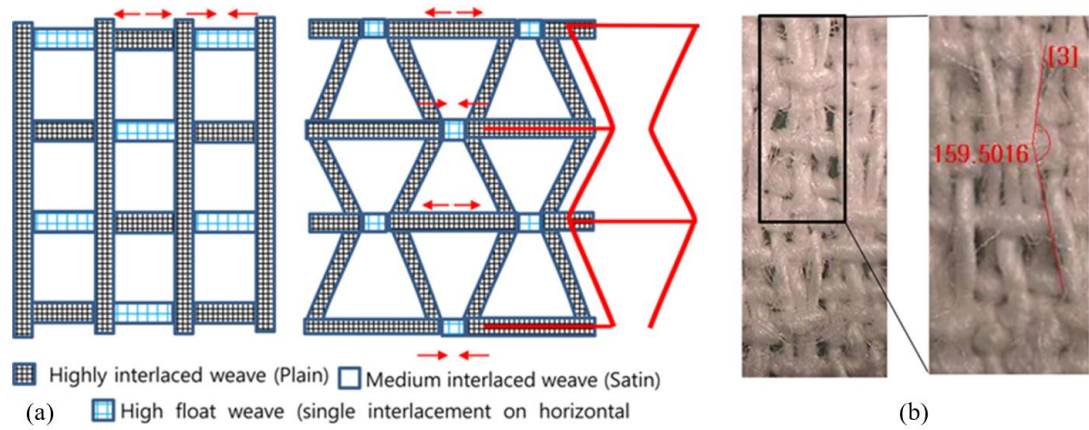 Highly interlaced weave (Plain)
Medium interlaced weave (Satin)
(a)
High float weave (single interlacement on horizontal
[3]
159.5016
(b)